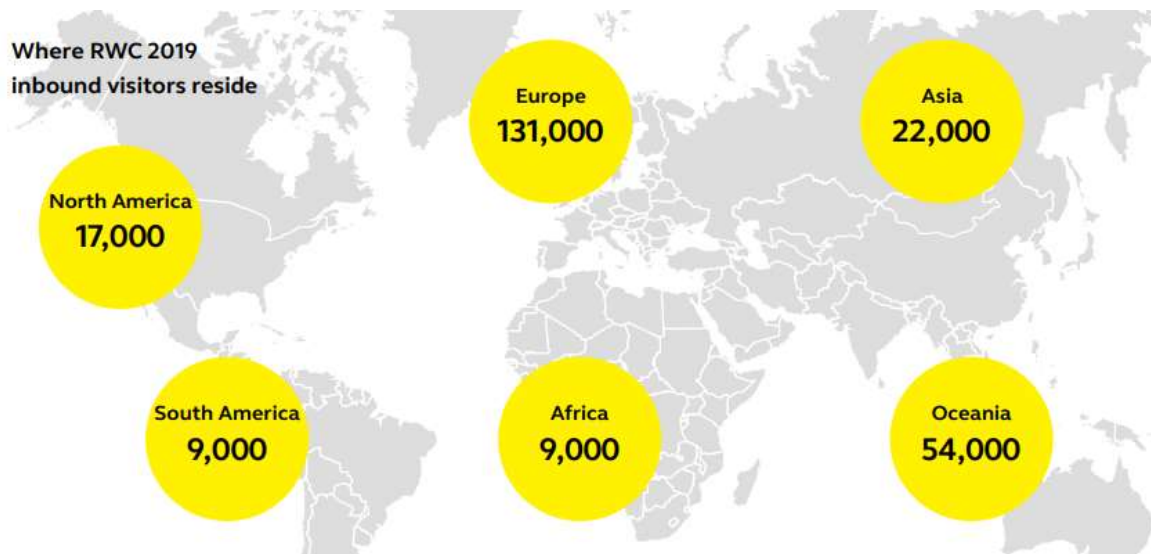 Where RWC 2019
inbound visitors reside
Europe
131,000
Asia
22,000
North America
17,000
South America
9,000
Africa
9,000
Oceania
54,000